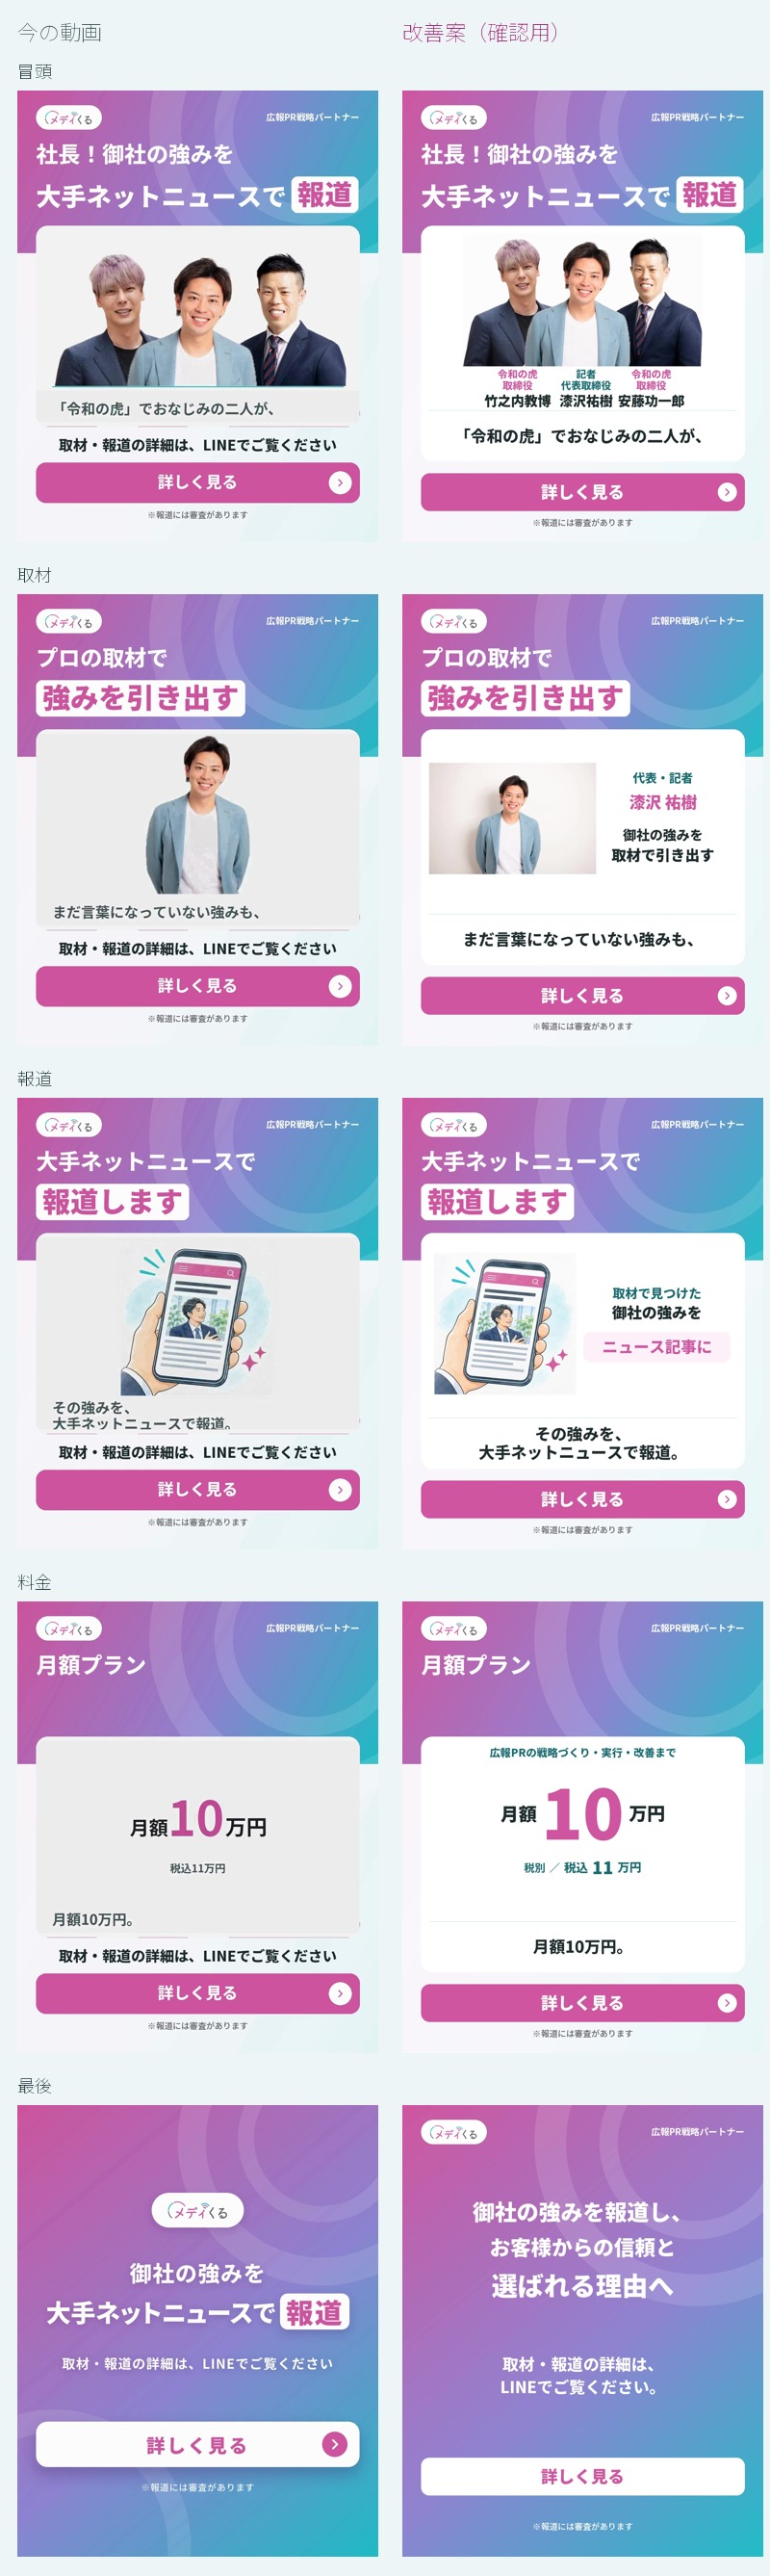 今の動画
改善案（確認用）
冒頭
メディくる
広報PR戦略パートナー
社長！御社の強みを
大手ネットニュースで 報道
「令和の虎」でおなじみの二人が、
取材・報道の詳細は、LINEでご覧ください
詳しく見る
※報道には審査があります
メディくる
広報PR戦略パートナー
社長！御社の強みを
大手ネットニュースで 報道
令和の虎 記者 令和の虎
取締役 代表取締役 取締役
竹之内教博 漆沢祐樹 安藤功一郎
「令和の虎」でおなじみの二人が、
詳しく見る
※報道には審査があります
取材
メディくる
広報PR戦略パートナー
プロの取材で
強みを引き出す
まだ言葉になっていない強みも、
取材・報道の詳細は、LINEでご覧ください
詳しく見る
※報道には審査があります
メディくる
広報PR戦略パートナー
プロの取材で
強みを引き出す
代表・記者
漆沢 祐樹
御社の強みを
取材で引き出す
まだ言葉になっていない強みも、
詳しく見る
※報道には審査があります
報道
メディくる
広報PR戦略パートナー
大手ネットニュースで
報道します
その強みを、
大手ネットニュースで報道。
取材・報道の詳細は、LINEでご覧ください
詳しく見る
※報道には審査があります
メディくる
広報PR戦略パートナー
大手ネットニュースで
報道します
取材で見つけた
御社の強みを
ニュース記事に
その強みを、
大手ネットニュースで報道。
詳しく見る
※報道には審査があります
料金
メディくる
広報PR戦略パートナー
月額プラン
月額10万円
税込11万円
月額10万円。
取材・報道の詳細は、LINEでご覧ください
詳しく見る
※報道には審査があります
メディくる
広報PR戦略パートナー
月額プラン
広報PRの戦略づくり・実行・改善まで
月額 10 万円
税別 ／ 税込 11 万円
月額10万円。
詳しく見る
※報道には審査があります
最後
メディくる
御社の強みを
大手ネットニュースで 報道
取材・報道の詳細は、LINEでご覧ください
詳しく見る
※報道には審査があります
メディくる
広報PR戦略パートナー
御社の強みを報道し、
お客様からの信頼と
選ばれる理由へ
取材・報道の詳細は、
LINEでご覧ください。
詳しく見る
※報道には審査があります